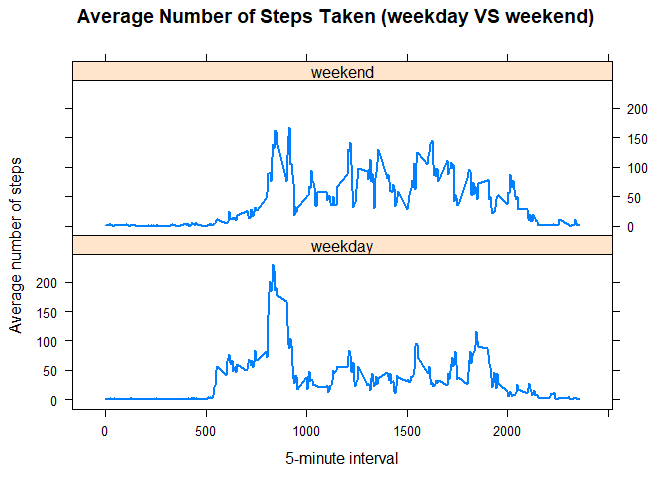 Average Number of Steps Taken (weekday VS weekend)
weekend
200
150
100
50
0
weekday
200
150
100
50
0
Average number of steps
0 500 1000 1500 2000
5-minute interval